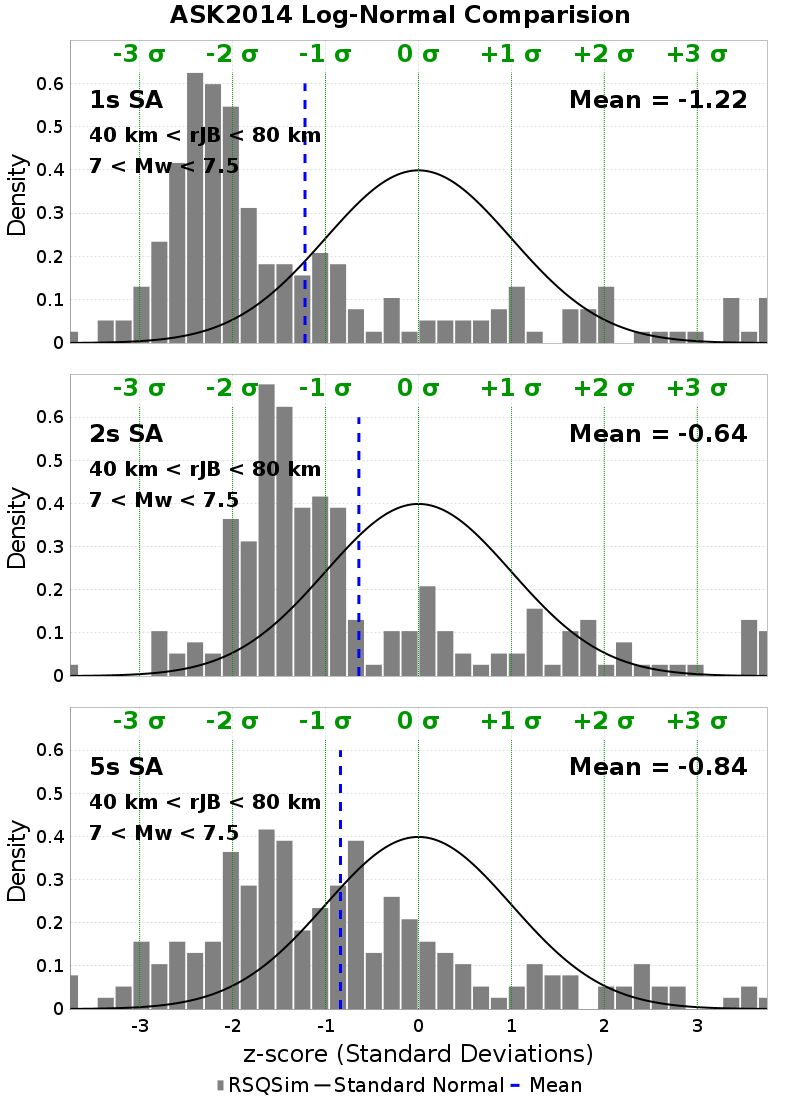 ASK2014 Log-Normal Comparision
-3 σ -2 σ -1 σ 0 σ +1 σ +2 σ +3 σ
1s SA
Mean = -1.22
40 km < rJB < 80 km
7 < Mw < 7.5
0.6
0.5
0.4
0.3
0.2
0.1
0
Density
-3 σ -2 σ -1 σ 0 σ +1 σ +2 σ +3 σ
2s SA
Mean = -0.64
40 km < rJB < 80 km
7 < Mw < 7.5
0.6
0.5
0.4
0.3
0.2
0.1
0
Density
-3 σ -2 σ -1 σ 0 σ +1 σ +2 σ +3 σ
5s SA
Mean = -0.84
40 km < rJB < 80 km
7 < Mw < 7.5
0.6
0.5
0.4
0.3
0.2
0.1
0
Density
-3 -2 -1 0 1 2 3
z-score (Standard Deviations)
RSQSim Standard Normal Mean